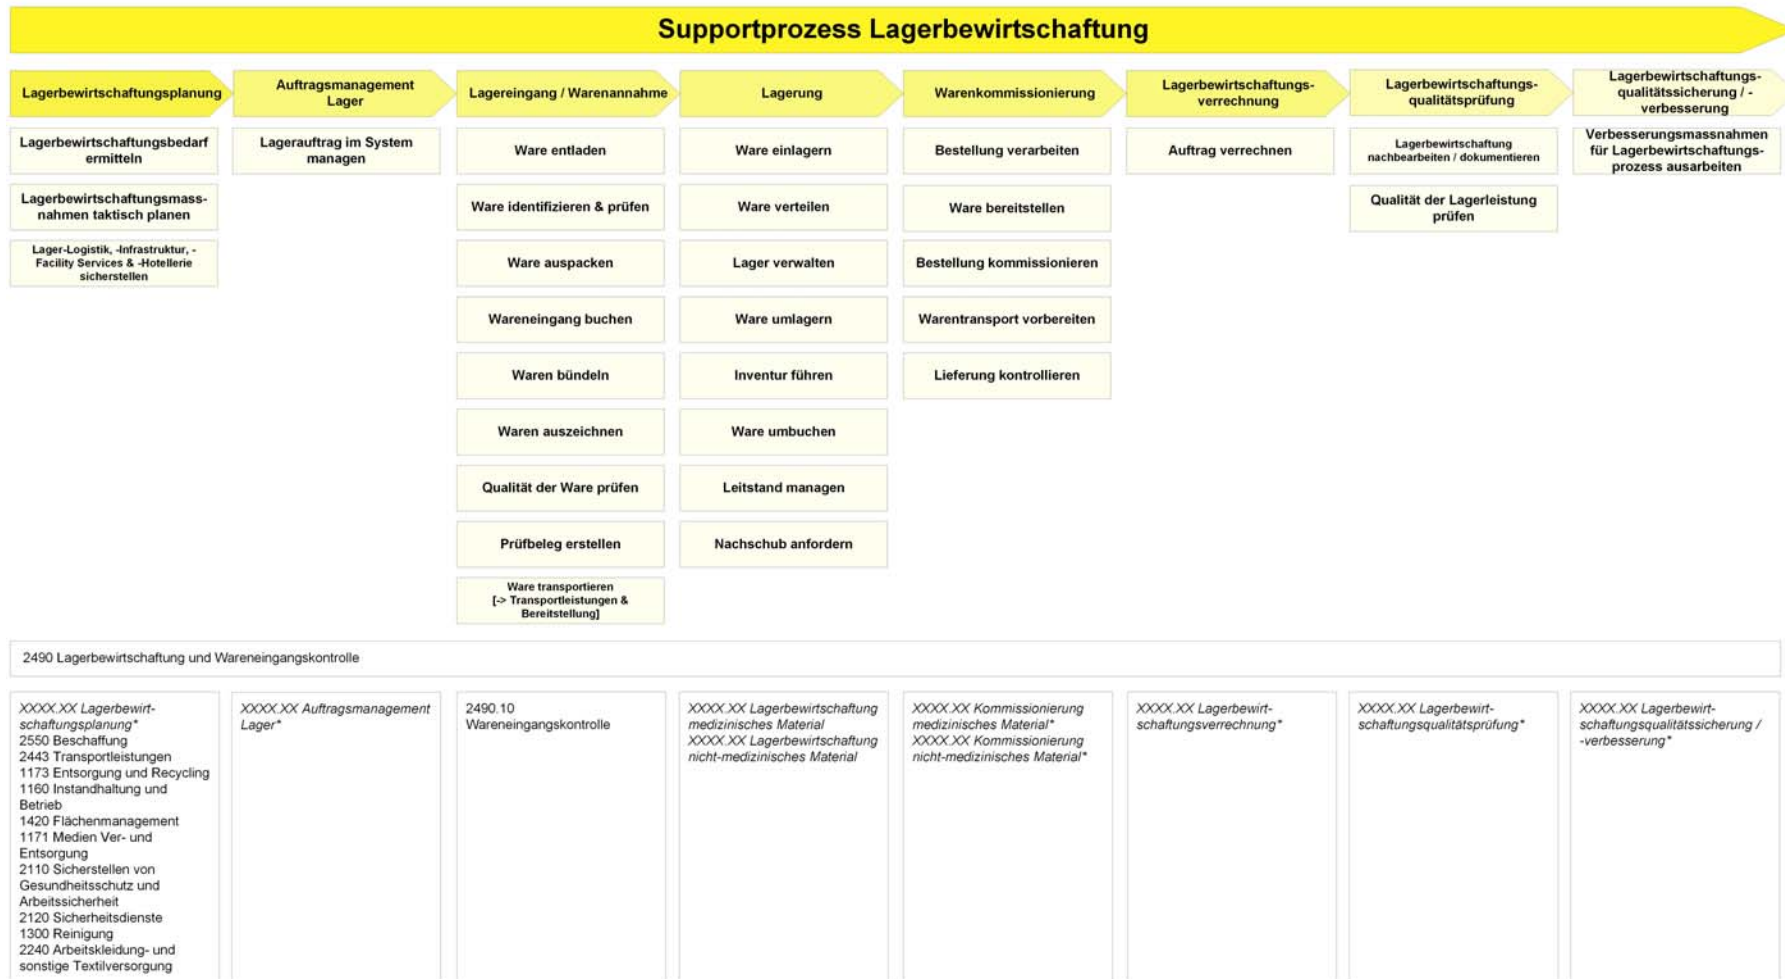 Supportprozess Lagerbewirtschaftung
Lagerbewirtschaftungsplanung
Auftragsmanagement
Lager
Lagereingang / Warenannahme
Lagerung
Warenkommissionierung
Lagerbewirtschaftungs-
verrechnung
Lagerbewirtschaftungs-
qualitätsprüfung
Lagerbewirtschaftungs-
qualitätssicherung / -
verbesserung
Lagerbewirtschaftungsbedarf
ermitteln
Lagerbewirtschaftungsmass-
nahmen taktisch planen
Lager-Logistik, -Infrastruktur, -
Facility Services & -Hotellerie
sicherstellen
Lagerauftrag im System
managen
Ware entladen
Ware identifizieren & prüfen
Ware auspacken
Wareneingang buchen
Waren bündeln
Waren auszeichnen
Qualität der Ware prüfen
Prüfbeleg erstellen
Ware transportieren
[-> Transportleistungen &
Bereitstellung]
Ware einlagern
Ware verteilen
Lager verwalten
Ware umlagern
Inventur führen
Ware umbuchen
Leitstand managen
Nachschub anfordern
Bestellung verarbeiten
Ware bereitstellen
Bestellung kommissionieren
Warentransport vorbereiten
Lieferung kontrollieren
Auftrag verrechnen
Lagerbewirtschaftung
nachbearbeiten / dokumentieren
Qualität der Lagerleistung
prüfen
Verbesserungsmassnahmen
für Lagerbewirtschaftungs-
prozess ausarbeiten
2490 Lagerbewirtschaftung und Wareneingangskontrolle
XXXX.XX Lagerbewirt-
schaftungsplanung*
2550 Beschaffung
2443 Transportleistungen
1173 Entsorgung und Recycling
1160 Instandhaltung und
Betrieb
1420 Flächenmanagement
1171 Medien Ver- und
Entsorgung
2110 Sicherstellen von
Gesundheitsschutz und
Arbeitssicherheit
2120 Sicherheitsdienste
1300 Reinigung
2240 Arbeitskleidung- und
sonstige Textilversorgung
XXXX.XX Auftragsmanagement
Lager*
2490.10
Wareneingangskontrolle
XXXX.XX Lagerbewirtschaftung
medizinisches Material
XXXX.XX Lagerbewirtschaftung
nicht-medizinisches Material
XXXX.XX Kommissionierung
medizinisches Material*
XXXX.XX Kommissionierung
nicht-medizinisches Material*
XXXX.XX Lagerbewirt-
schaftungsverrechnung*
XXXX.XX Lagerbewirt-
schaftungsqualitätsprüfung*
XXXX.XX Lagerbewirt-
schaftungsqualitätssicherung /
-verbesserung*